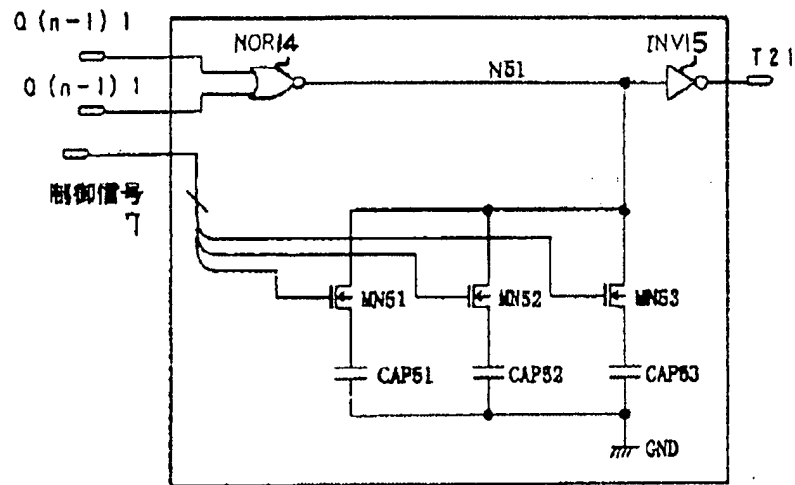 Q (n-1) 1
NOR14
INV15
N51
T21
Q (n-1) 1
制御信号
7
MN51
MN52
MN53
CAP51
CAP52
CAP53
GND